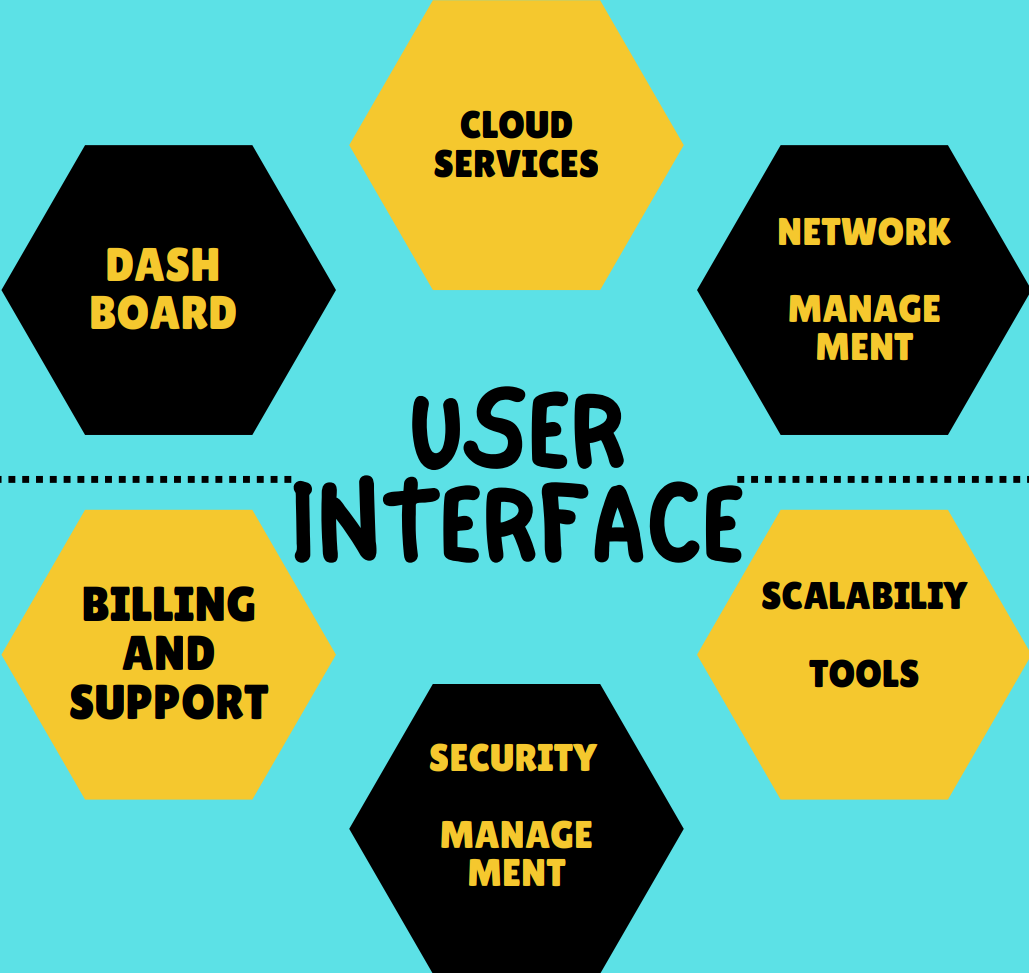 CLOUD
SERVICES
DASH
BOARD
NETWORK
MANAGE
MENT
USER
INTERFACE
BILLING
AND
SUPPORT
SCALABILIY
TOOLS
SECURITY
MANAGE
MENT